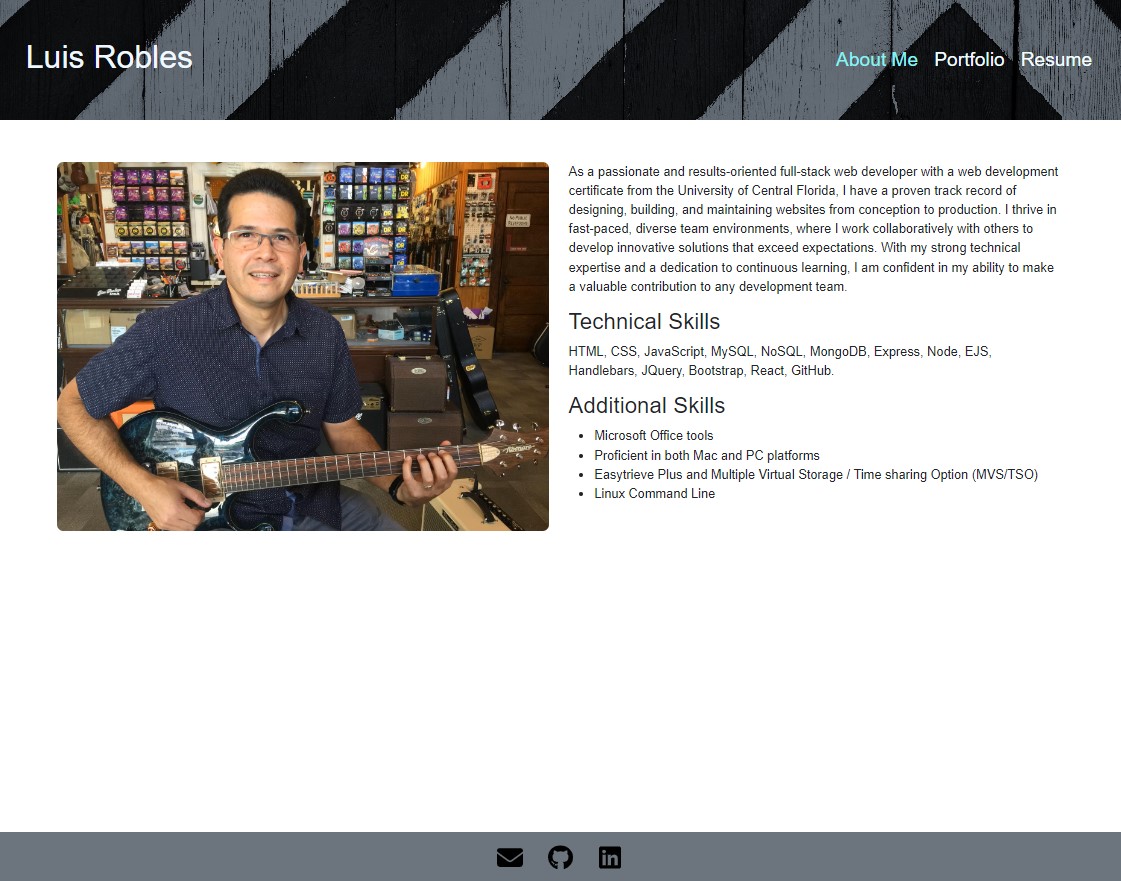 Luis Robles
About Me Portfolio Resume
As a passionate and results-oriented full-stack web developer with a web development
certificate from the University of Central Florida, I have a proven track record of
designing, building, and maintaining websites from conception to production. I thrive in
fast-paced, diverse team environments, where I work collaboratively with others to
develop innovative solutions that exceed expectations. With my strong technical
expertise and a dedication to continuous learning, I am confident in my ability to make
a valuable contribution to any development team.
Technical Skills
HTML, CSS, JavaScript, MySQL, NoSQL, MongoDB, Express, Node, EJS,
Handlebars, JQuery, Bootstrap, React, GitHub.
Additional Skills
Microsoft Office tools
Proficient in both Mac and PC platforms
Easytrieve Plus and Multiple Virtual Storage / Time sharing Option (MVS/TSO)
Linux Command Line